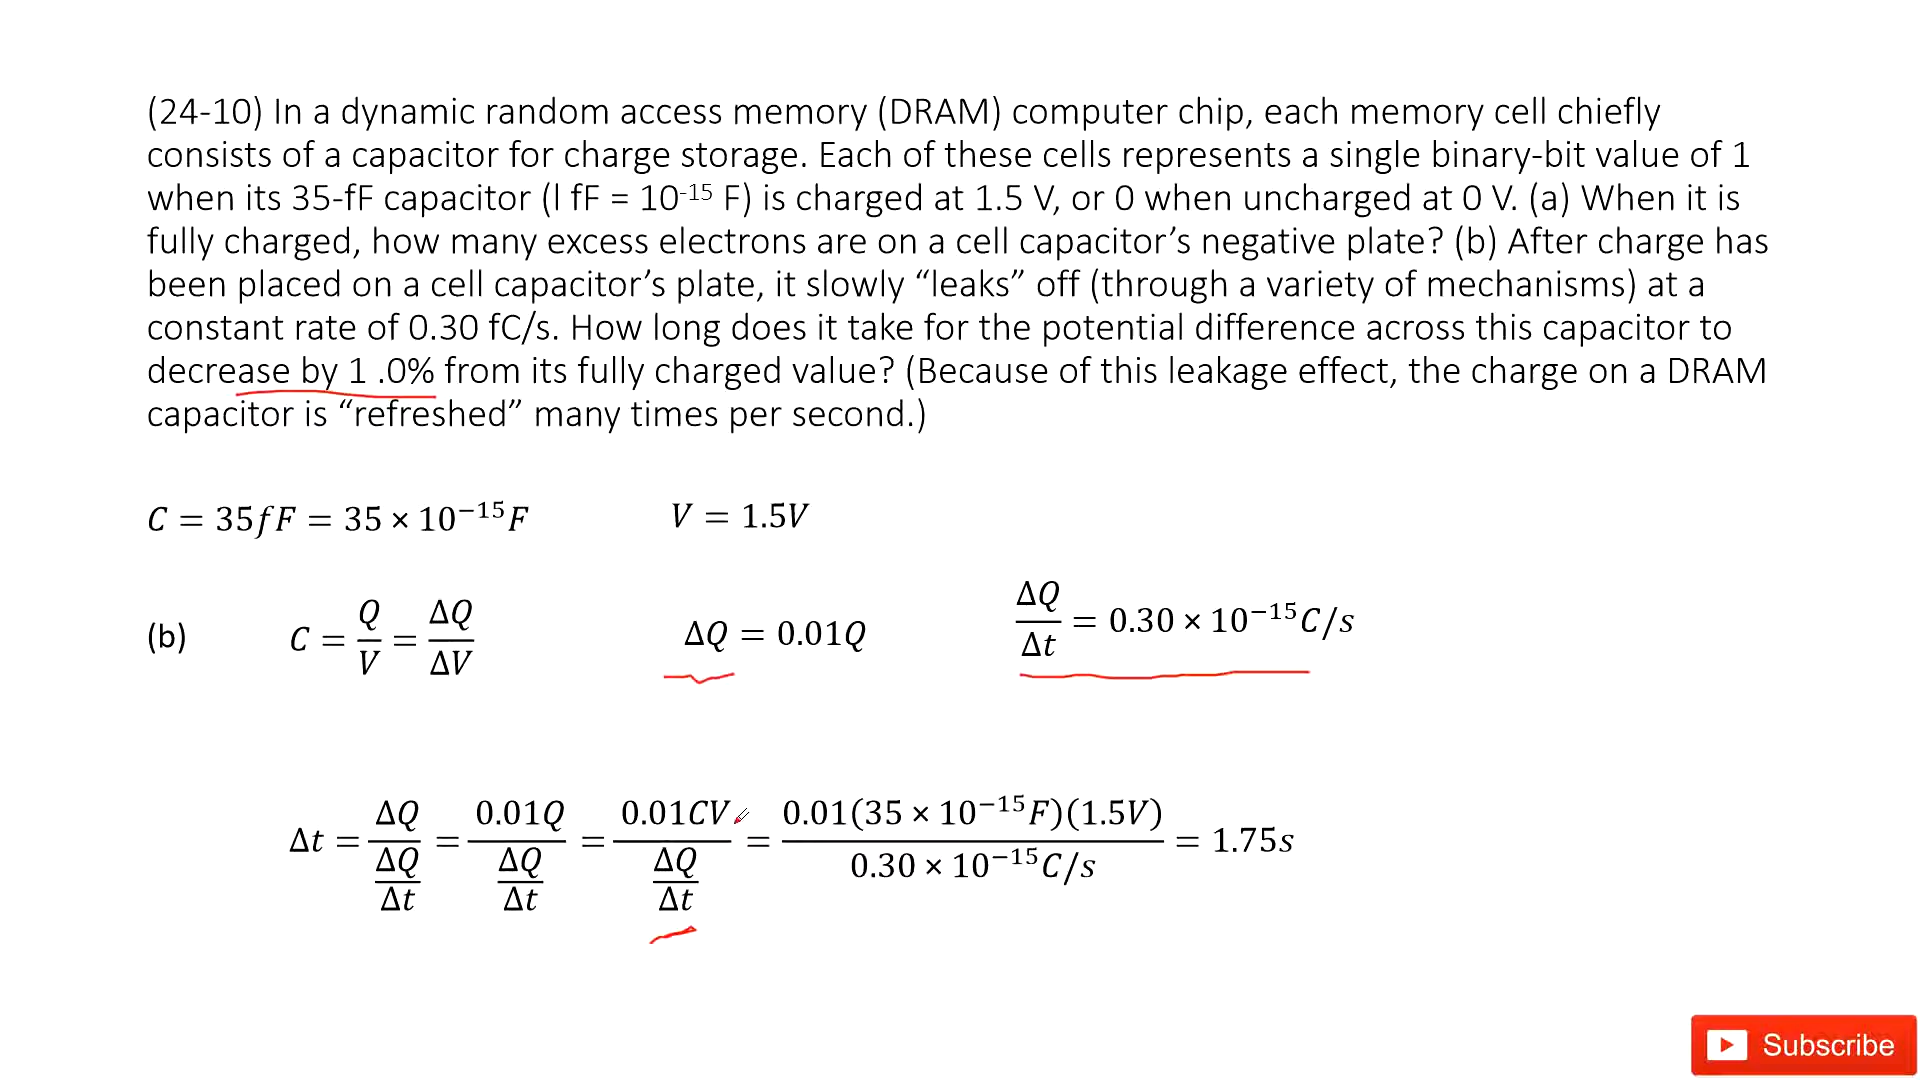 (24-10) In a dynamic random access memory (DRAM) computer chip, each memory cell chiefly
consists of a capacitor for charge storage. Each of these cells represents a single binary-bit value of 1
when its 35-fF capacitor (l fF = 10⁻¹⁵ F) is charged at 1.5 V, or 0 when uncharged at 0 V. (a) When it is
fully charged, how many excess electrons are on a cell capacitor’s negative plate? (b) After charge has
been placed on a cell capacitor’s plate, it slowly “leaks” off (through a variety of mechanisms) at a
constant rate of 0.30 fC/s. How long does it take for the potential difference across this capacitor to
decrease by 1 .0% from its fully charged value? (Because of this leakage effect, the charge on a DRAM
capacitor is “refreshed” many times per second.)
C = 35fF = 35 × 10⁻¹⁵F V = 1.5V
(b) C = Q/V = ΔQ/ΔV ΔQ = 0.01Q ΔQ/Δt = 0.30 × 10⁻¹⁵C/s
Δt = ΔQ/(ΔQ/Δt) = 0.01Q/(ΔQ/Δt) = 0.01CV/(ΔQ/Δt) = 0.01(35 × 10⁻¹⁵F)(1.5V)/(0.30 × 10⁻¹⁵C/s) = 1.75s
Subscribe